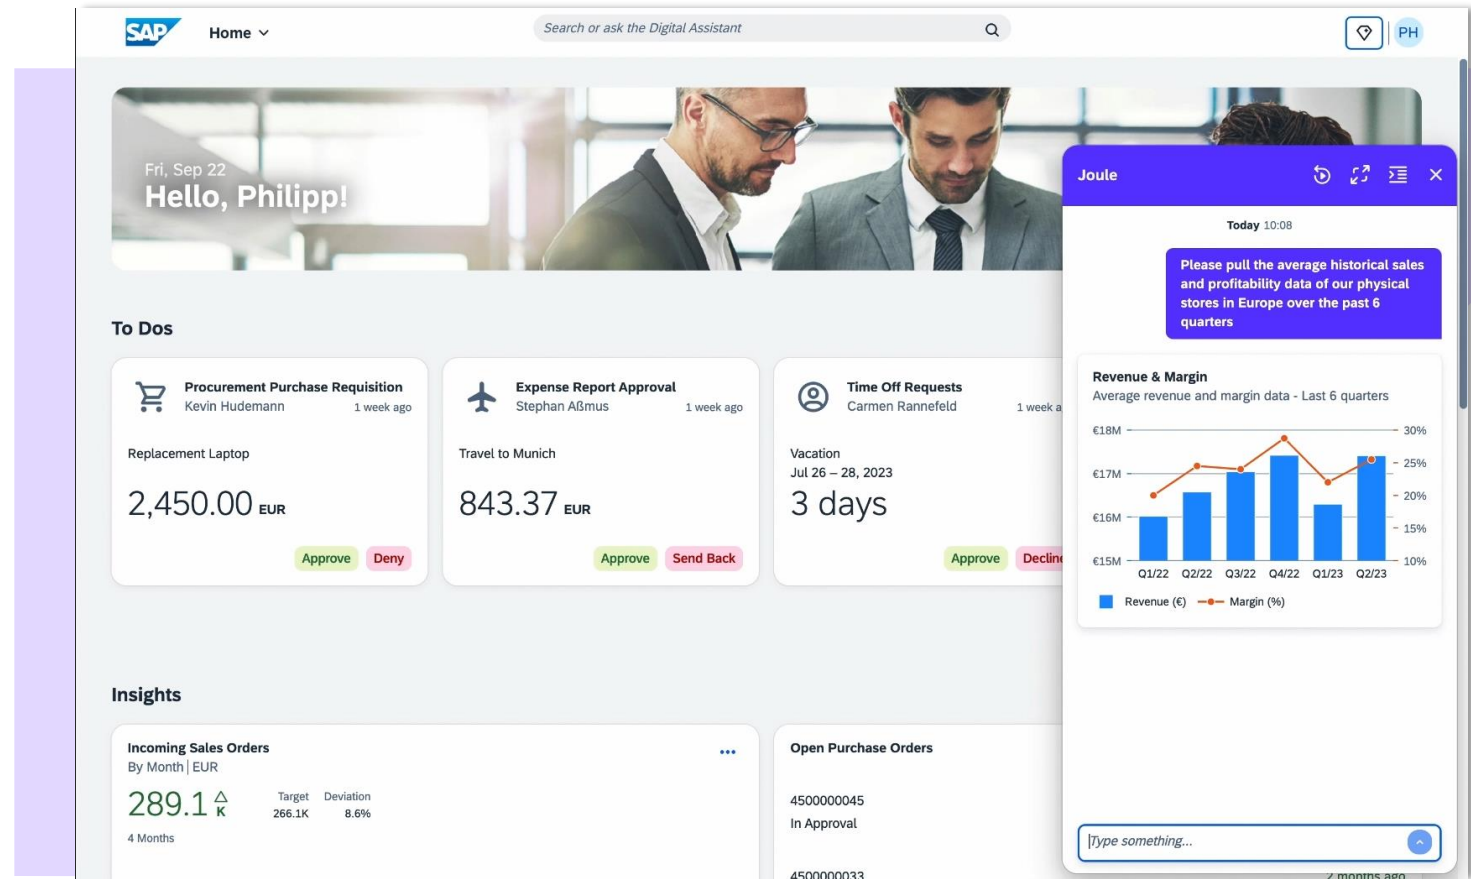 SAP
Home
Search or ask the Digital Assistant
PH
Fri, Sep 22
Hello, Philipp!
To Dos
Procurement Purchase Requisition
Kevin Hudemann
1 week ago
Replacement Laptop
2,450.00 EUR
Approve
Deny
Expense Report Approval
Stephan Aßmus
1 week ago
Travel to Munich
843.37 EUR
Approve
Send Back
Time Off Requests
Carmen Rannefeld
1 week a
Vacation
Jul 26 – 28, 2023
3 days
Approve
Decline
Insights
Incoming Sales Orders
By Month | EUR
289.1 K
Target Deviation
266.1K 8.6%
4 Months
Open Purchase Orders
4500000045
In Approval
4500000033
2 months ago
Joule
Today 10:08
Please pull the average historical sales
and profitability data of our physical
stores in Europe over the past 6
quarters
Revenue & Margin
Average revenue and margin data - Last 6 quarters
€18M 30%
25%
€17M
20%
€16M
15%
€15M 10%
Q1/22 Q2/22 Q3/22 Q4/22 Q1/23 Q2/23
Revenue (€) Margin (%)
Type something...